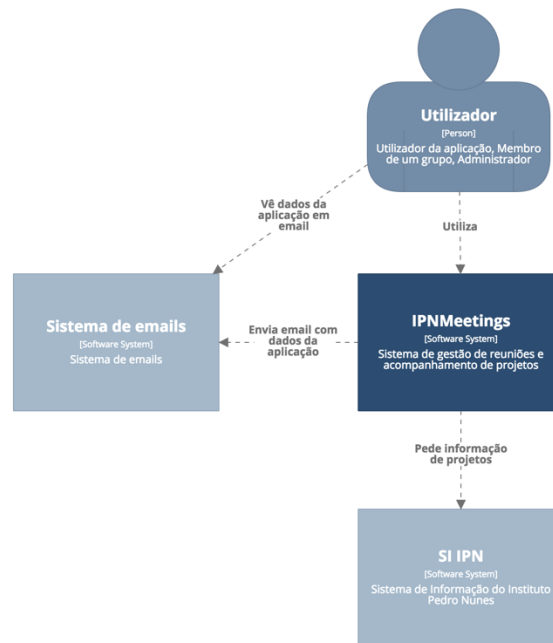 Utilizador
[Person]
Utilizador da aplicação, Membro
de um grupo, Administrador
Vê dados da
aplicação em
email
Utiliza
Sistema de emails
[Software System]
Sistema de emails
Envia email com
dados da
aplicação
IPNMeetings
[Software System]
Sistema de gestão de reuniões e
acompanhamento de projetos
Pede informação
de projetos
SI IPN
[Software System]
Sistema de Informação do Instituto
Pedro Nunes